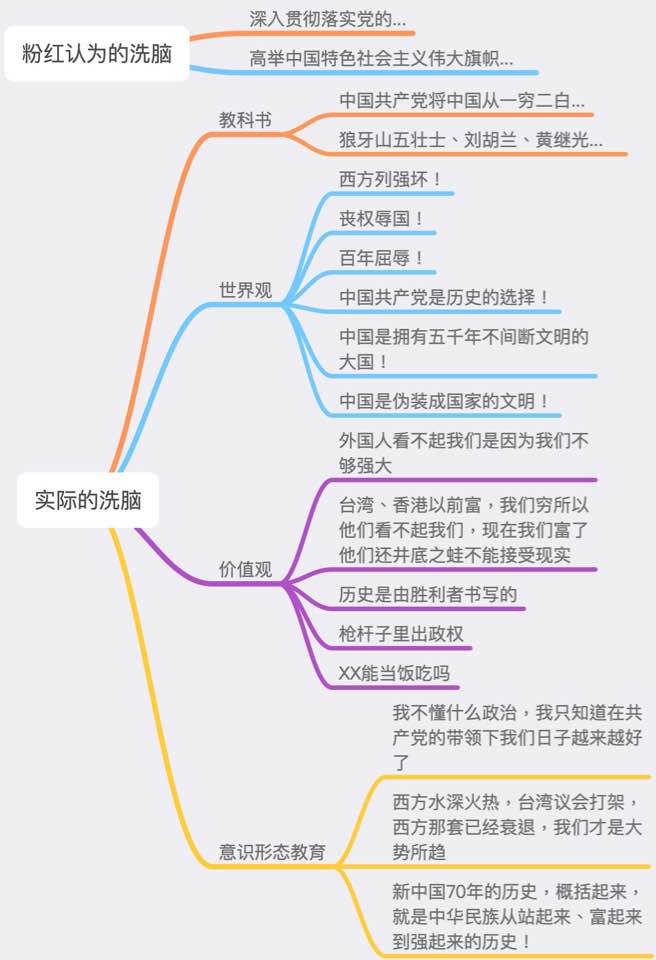 粉红认为的洗脑
深入贯彻落实党的...
高举中国特色社会主义伟大旗帜...
实际的洗脑
教科书
中国共产党将中国从一穷二白...
狼牙山五壮士、刘胡兰、黄继光...
世界观
西方列强坏！
丧权辱国！
百年屈辱！
中国共产党是历史的选择！
中国是拥有五千年不间断文明的
大国！
中国是伪装成国家的文明！
价值观
外国人看不起我们是因为我们不
够强大
台湾、香港以前富，我们穷所以
他们看不起我们，现在我们富了
他们还井底之蛙不能接受现实
历史是由胜利者书写的
枪杆子里出政权
XX能当饭吃吗
意识形态教育
我不懂什么政治，我只知道在共
产党的带领下我们日子越来越好
了
西方水深火热，台湾议会打架，
西方那套已经衰退，我们才是大
势所趋
新中国70年的历史，概括起来，
就是中华民族从站起来、富起来
到强起来的历史！